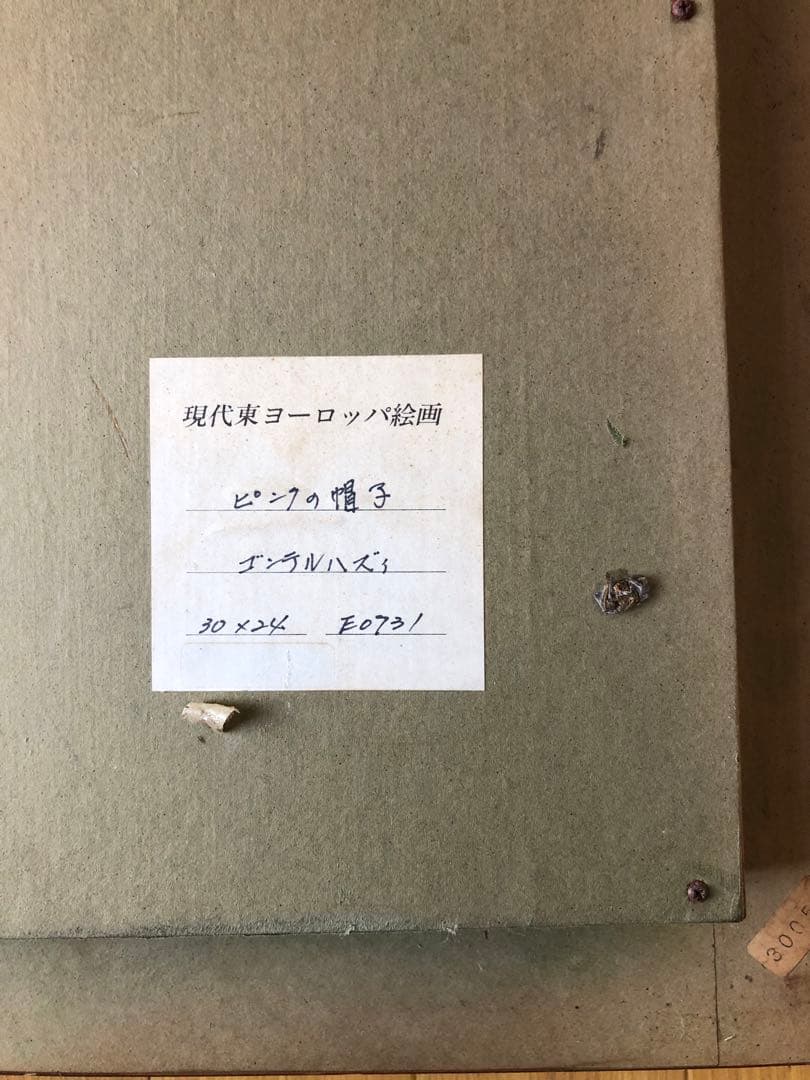 現代東ヨーロッパ絵画
ピンクの帽子
ゴンテルハズィ
30×24 E0731
300